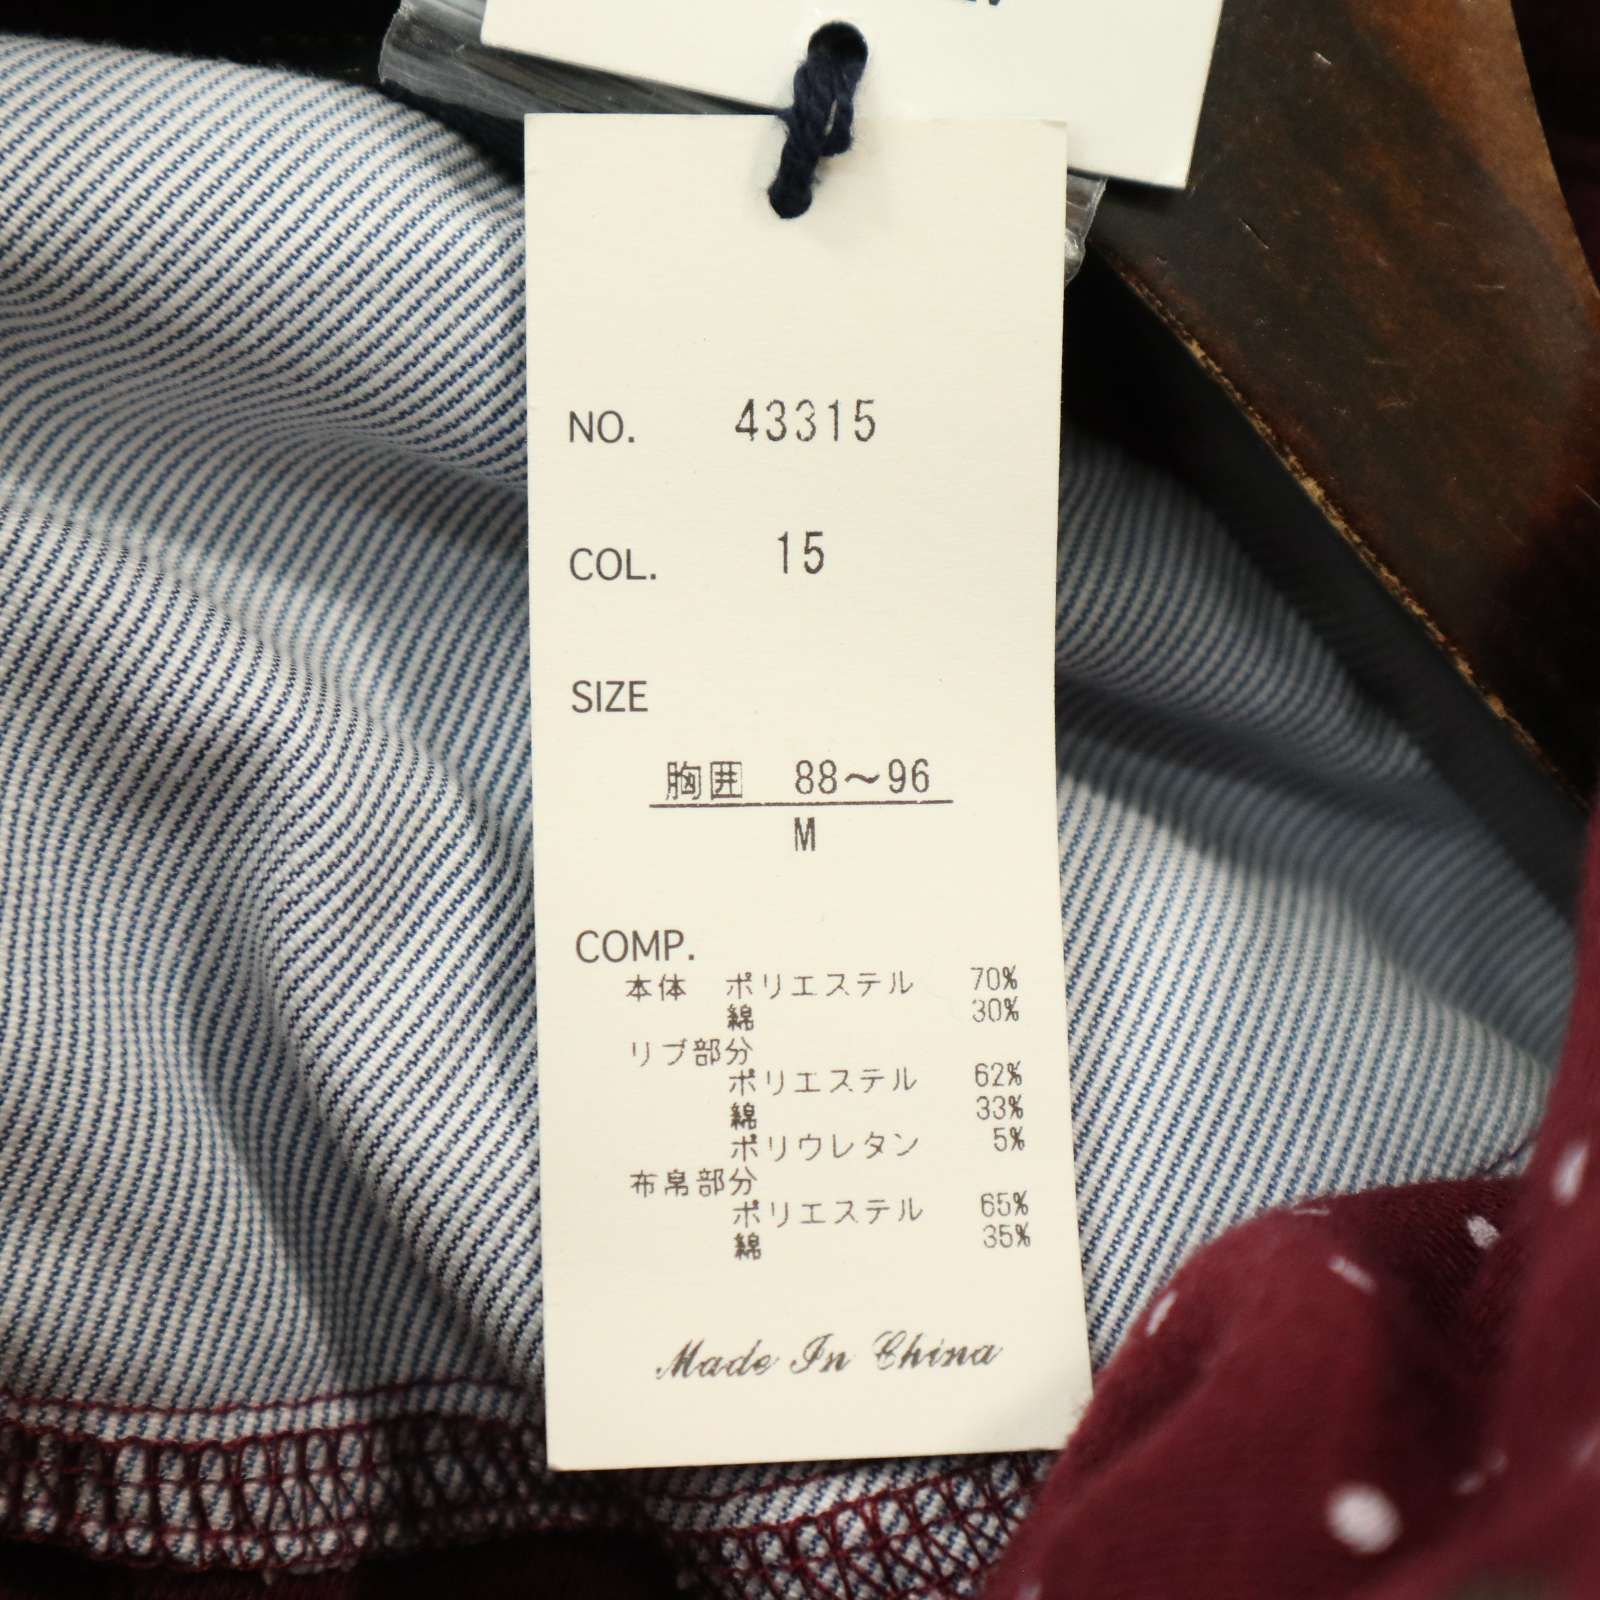 NO. 43315
COL. 15
SIZE
胸囲 88～96
M
COMP.
本体 ポリエステル 70%
綿 30%
リブ部分
ポリエステル 62%
綿 33%
ポリウレタン 5%
布帛部分
ポリエステル 65%
綿 35%
Made In China